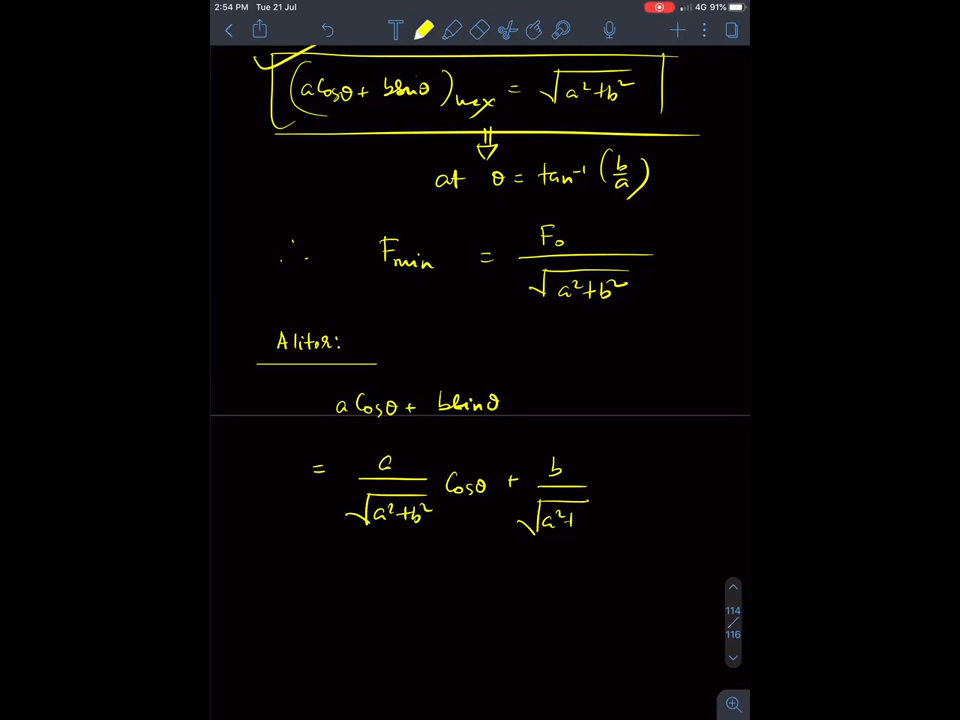 2:54 PM Tue 21 Jul
4G 91%
(a Cosθ + b sinθ)max = √a²+b²
at θ = tan⁻¹ (b/a)
∴ Fmin = F₀/√a²+b²
Alitor:
a Cosθ + b sinθ
= a/√a²+b² Cosθ + b/√a²+
114
116